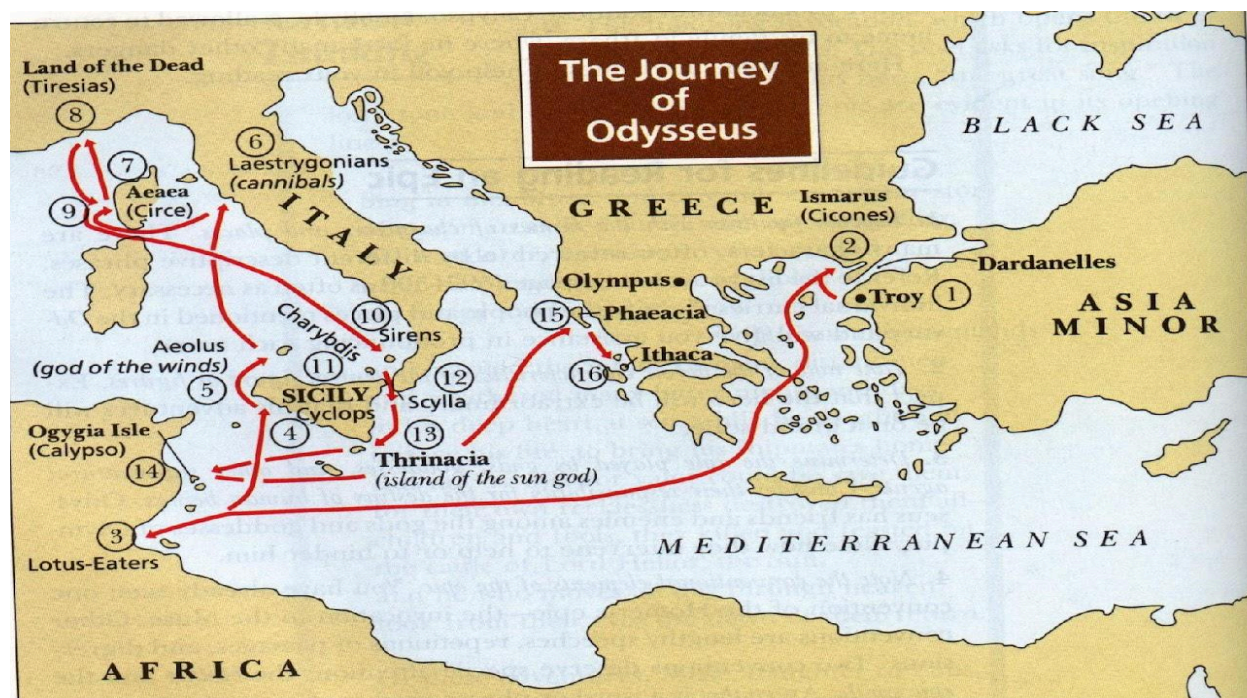 The Journey
of
Odysseus
Land of the Dead
(Tiresias)
8
7
Aeaea
(Circe)
9
6
Laestrygonians
(cannibals)
ITALY
BLACK SEA
GREECE
Ismarus
(Cicones)
2
Dardanelles
Olympus
Troy
1
ASIA
MINOR
15
Phaeacia
Ithaca
16
10
Sirens
Charybdis
11
Aeolus
(god of the winds)
5
12
Scylla
SICILY
Cyclops
4
13
Thrinacia
(island of the sun god)
Ogygia Isle
(Calypso)
14
3
Lotus-Eaters
MEDITERRANEAN SEA
AFRICA